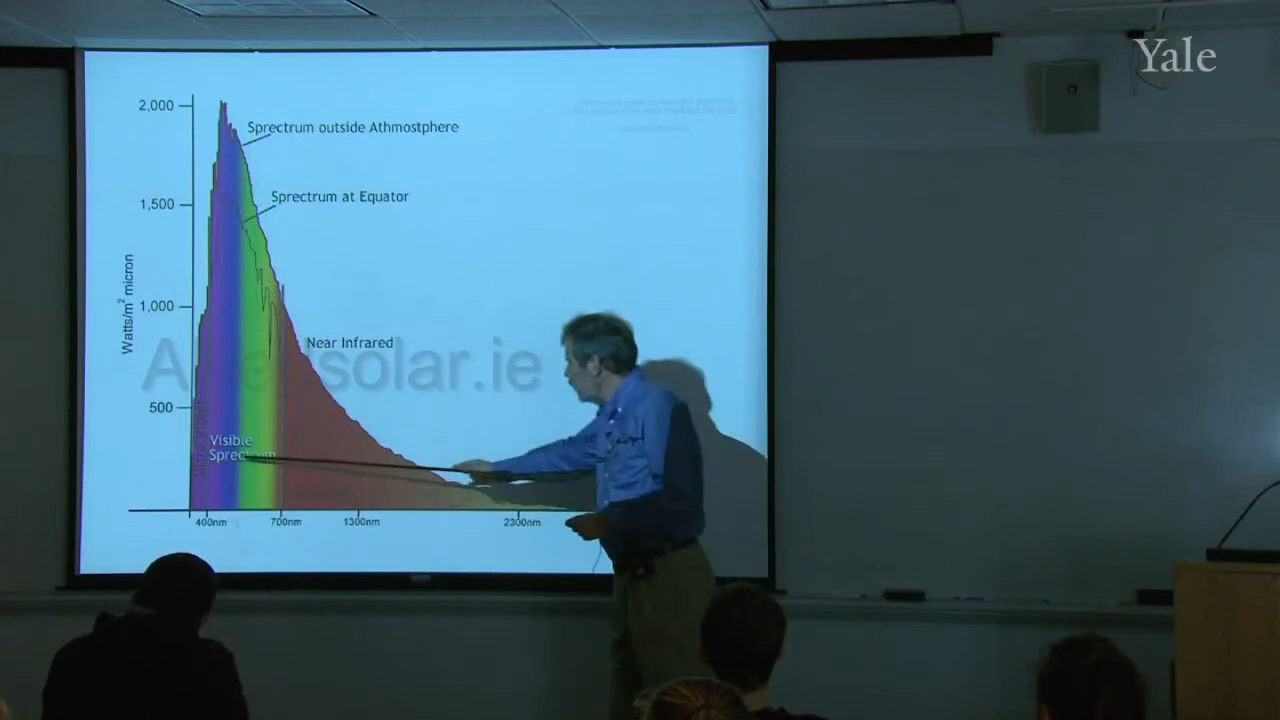 Yale
2,000
Spectrum outside Athmostphere
Sprectrum at Equator
1,500
Watts/m² micron
1,000
Near Infrared
solar.ie
500
Visible
Sprectrum
400nm
700nm
1300nm
2300nm